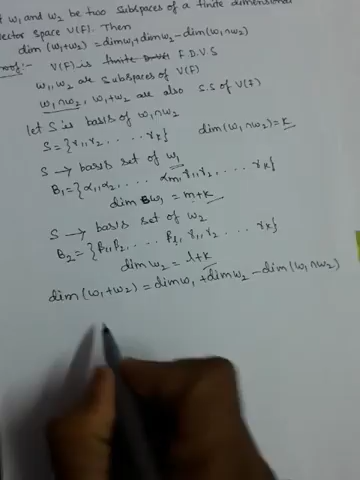 W₁ and W₂ be two Subspaces of a finite dimensional
vector space V(F). Then
dim (W₁+W₂) = dimW₁+dimW₂-dim(W₁∩W₂)
Proof:- V(F) is F.D.V.S
W₁, W₂ are Subspaces of V(F)
W₁∩W₂, W₁+W₂ are also S.S of V(F)
let S is basis of W₁∩W₂
S={γ₁,γ₂, .... γₖ} dim(W₁∩W₂)=K
S → basis set of W₁
B₁={α₁,α₂, .... αm,γ₁,γ₂, .... γₖ}
dim W₁ = m+K
S → basis set of W₂
B₂={β₁,β₂, ... βl, γ₁,γ₂ .... γₖ}
dim W₂ = l+K
dim (W₁+W₂) = dimW₁+dimW₂-dim(W₁∩W₂)